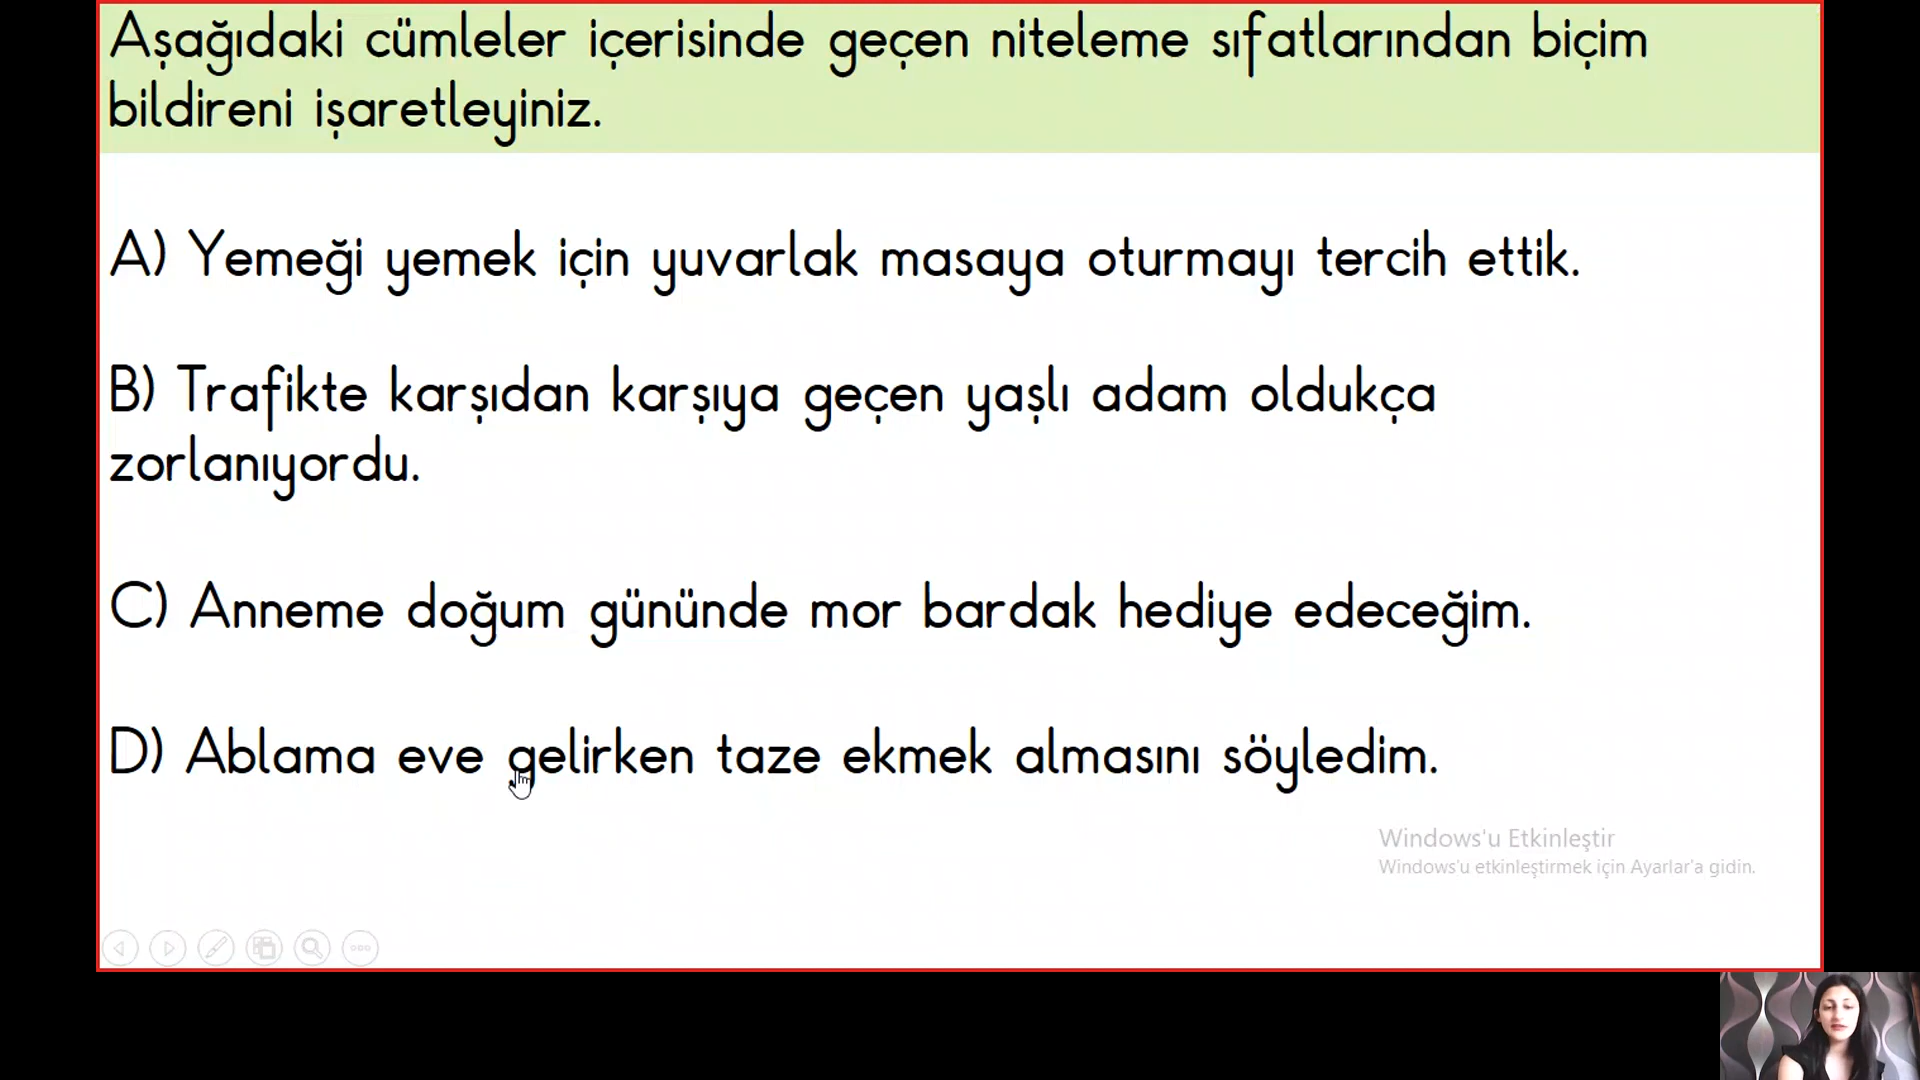 Aşağıdaki cümleler içerisinde geçen niteleme sıfatlarından biçim
bildireni işaretleyiniz.
A) Yemeği yemek için yuvarlak masaya oturmayı tercih ettik.
B) Trafikte karşıdan karşıya geçen yaşlı adam oldukça
zorlanıyordu.
C) Anneme doğum gününde mor bardak hediye edeceğim.
D) Ablama eve gelirken taze ekmek almasını söyledim.
Windows'u Etkinleştir
Windows'u etkinleştirmek için Ayarlar'a gidin.